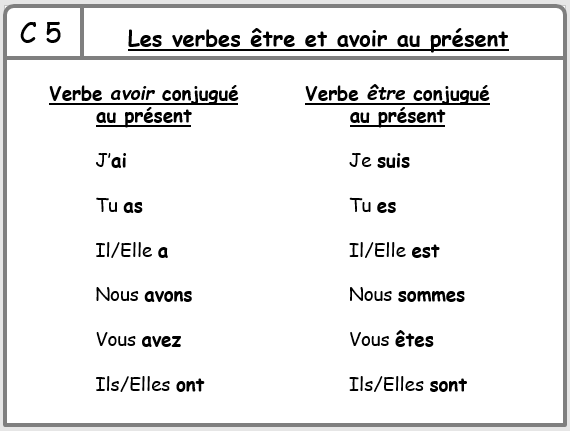 C 5
Les verbes être et avoir au présent
Verbe avoir conjugué
au présent
J'ai
Tu as
Il/Elle a
Nous avons
Vous avez
Ils/Elles ont
Verbe être conjugué
au présent
Je suis
Tu es
Il/Elle est
Nous sommes
Vous êtes
Ils/Elles sont